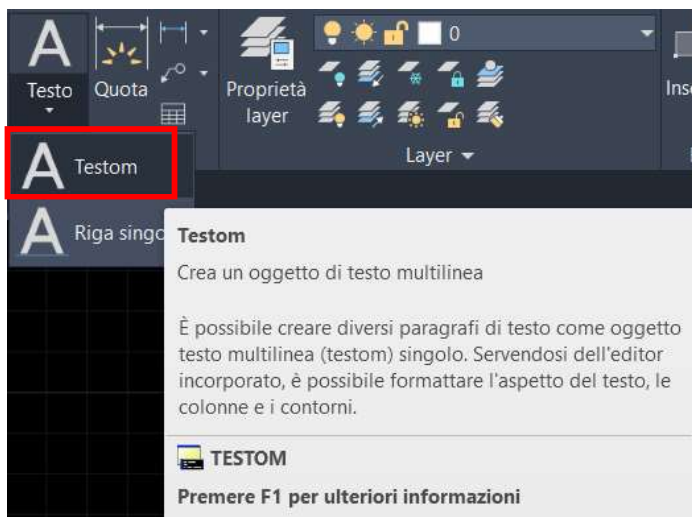 0
Testo
Quota
Proprietà
layer
Layer
Testom
Riga singo
Testom
Crea un oggetto di testo multilinea
È possibile creare diversi paragrafi di testo come oggetto
testo multilinea (testom) singolo. Servendosi dell'editor
incorporato, è possibile formattare l'aspetto del testo, le
colonne e i contorni.
TESTOM
Premere F1 per ulteriori informazioni